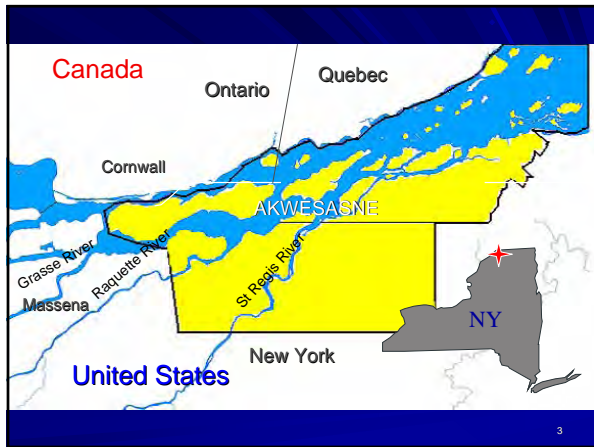 Canada
Ontario
Quebec
Cornwall
AKWESASNE
Grasse River
Raquette River
St Regis River
Massena
NY
New York
United States
3